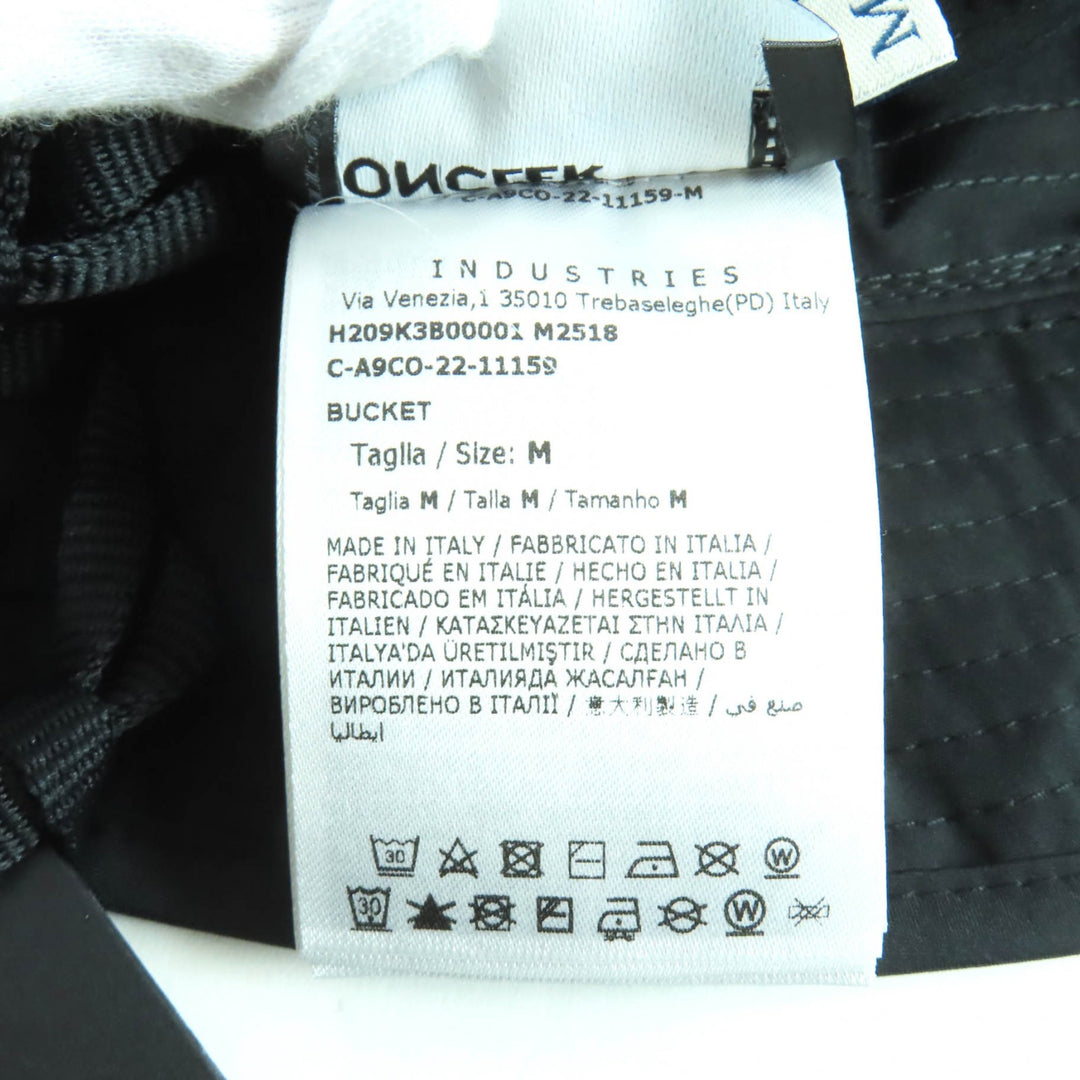 M
C-A9CO-22-11159-M
INDUSTRIES
Via Venezia,1 35010 Trebaseleghe(PD) Italy
H209K3B00001 M2518
C-A9CO-22-11159
BUCKET
Taglla / Size: M
Taglia M / Talla M / Tamanho M
MADE IN ITALY / FABBRICATO IN ITALIA /
FABRIQUÉ EN ITALIE / HECHO EN ITALIA /
FABRICADO EM ITÁLIA / HERGESTELLT IN
ITALIEN / ΚΑΤΑΣΚΕΥΑΖΕΤΑΙ ΣΤΗΝ ΙΤΑΛΙΑ /
ITALYA'DA ÜRETILMIŞTIR / СДЕЛАНО В
ИТАЛИИ / ИТАЛИЯДА ЖАСАЛҒАН /
ВИРОБЛЕНО В ІТАЛІЇ / 意大利製造 / صنع في
ايطاليا
30 W
30 W